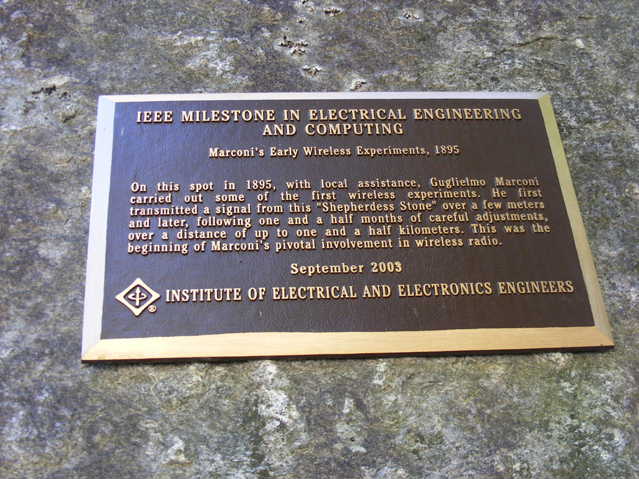 IEEE MILESTONE IN ELECTRICAL ENGINEERING
AND COMPUTING
Marconi's Early Wireless Experiments, 1895
On this spot in 1895, with local assistance, Guglielmo Marconi
carried out some of the first wireless experiments. He first
transmitted a signal from this "Shepherdess Stone" over a few meters
and later, following one and a half months of careful adjustments,
over a distance of up to one and a half kilometers. This was the
beginning of Marconi's pivotal involvement in wireless radio.
September 2003
® INSTITUTE OF ELECTRICAL AND ELECTRONICS ENGINEERS